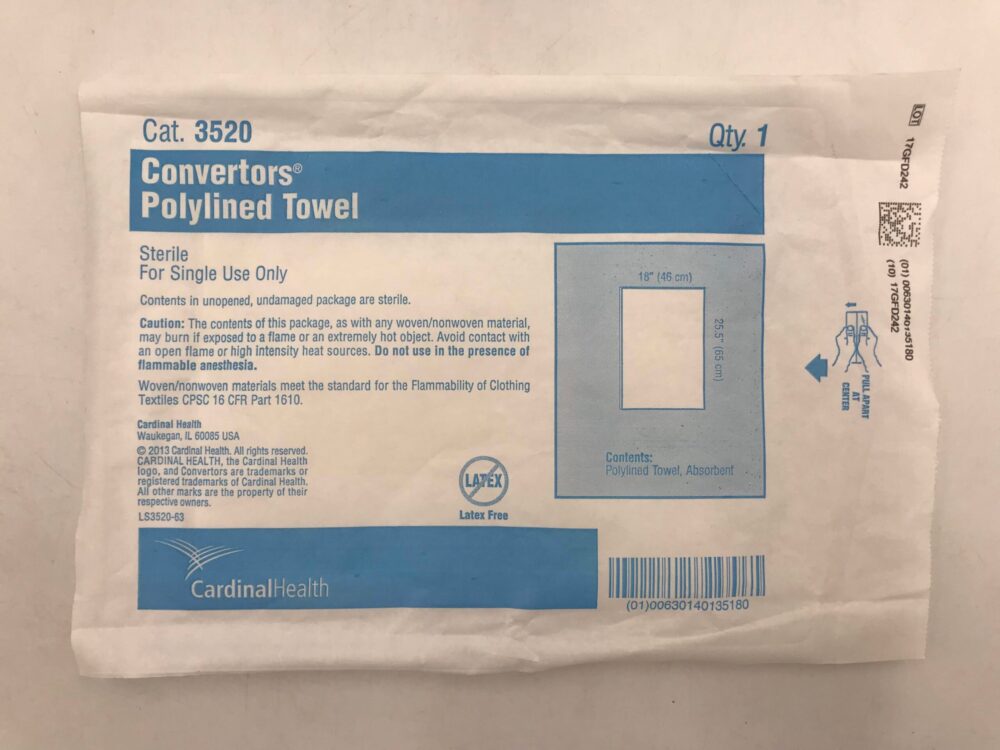 Cat. 3520
Qty. 1
Convertors®
Polylined Towel
Sterile
For Single Use Only
Contents in unopened, undamaged package are sterile.
Caution: The contents of this package, as with any woven/nonwoven material,
may burn if exposed to a flame or an extremely hot object. Avoid contact with
an open flame or high intensity heat sources. Do not use in the presence of
flammable anesthesia.
Woven/nonwoven materials meet the standard for the Flammability of Clothing
Textiles CPSC 16 CFR Part 1610.
Cardinal Health
Waukegan, IL 60085 USA
© 2013 Cardinal Health. All rights reserved.
CARDINAL HEALTH, the Cardinal Health
logo, and Convertors are trademarks or
registered trademarks of Cardinal Health.
All other marks are the property of their
respective owners.
LS3520-63
LATEX
Latex Free
18" (46 cm)
25.5" (65 cm)
Contents:
Polylined Towel, Absorbent
CardinalHealth
(01)00630140135180
LOT 17GFD242
(01) 00630140135180
(10) 17GFD242
PULL APART
AT
CENTER